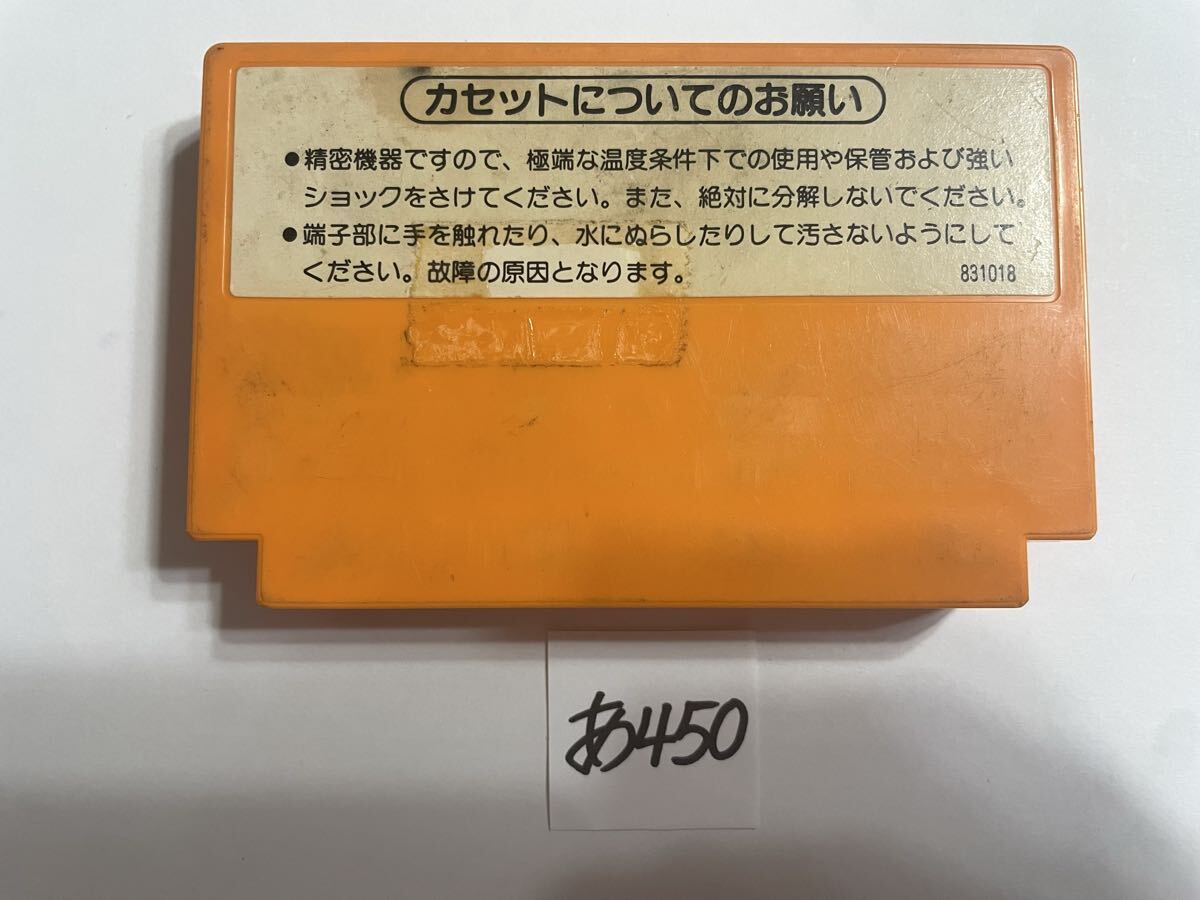 カセットについてのお願い
●精密機器ですので、極端な温度条件下での使用や保管および強い
ショックをさけてください。また、絶対に分解しないでください。
●端子部に手を触れたり、水にぬらしたりして汚さないようにして
ください。故障の原因となります。 831018
あ450